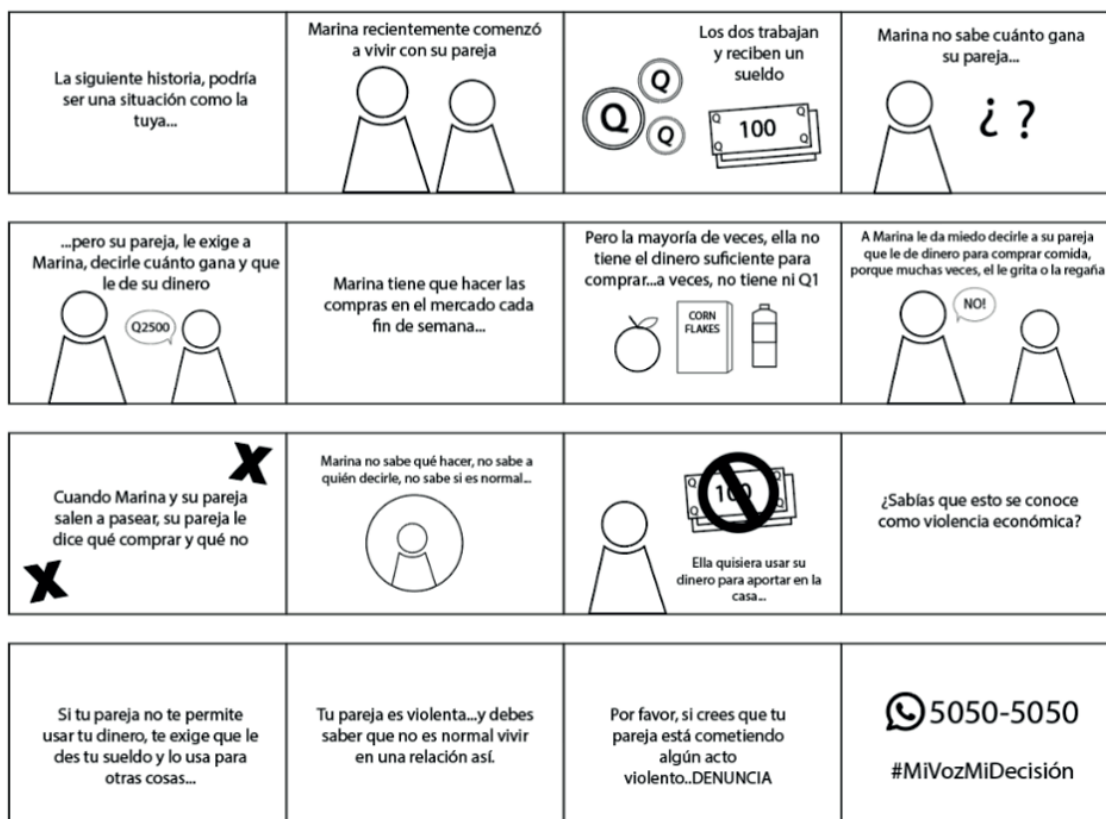 La siguiente historia, podría
ser una situación como la
tuya...
Marina recientemente comenzó
a vivir con su pareja
Los dos trabajan
y reciben un
sueldo
Q
Q
Q
Q
Q
100
Q
Q
Marina no sabe cuánto gana
su pareja...
¿ ?
...pero su pareja, le exige a
Marina, decirle cuánto gana y que
le de su dinero
Q2500
Marina tiene que hacer las
compras en el mercado cada
fin de semana...
Pero la mayoría de veces, ella no
tiene el dinero suficiente para
comprar...a veces, no tiene ni Q1
CORN
FLAKES
A Marina le da miedo decirle a su pareja
que le de dinero para comprar comida,
porque muchas veces, el le grita o la regaña
NO!
X
Cuando Marina y su pareja
salen a pasear, su pareja le
dice qué comprar y qué no
X
Marina no sabe qué hacer, no sabe a
quién decirle, no sabe si es normal...
Q
Q
100
Q
Q
Ella quisiera usar su
dinero para aportar en la
casa...
¿Sabías que esto se conoce
como violencia económica?
Si tu pareja no te permite
usar tu dinero, te exige que le
des tu sueldo y lo usa para
otras cosas...
Tu pareja es violenta...y debes
saber que no es normal vivir
en una relación así.
Por favor, si crees que tu
pareja está cometiendo
algún acto
violento..DENUNCIA
5050-5050
#MiVozMiDecisión